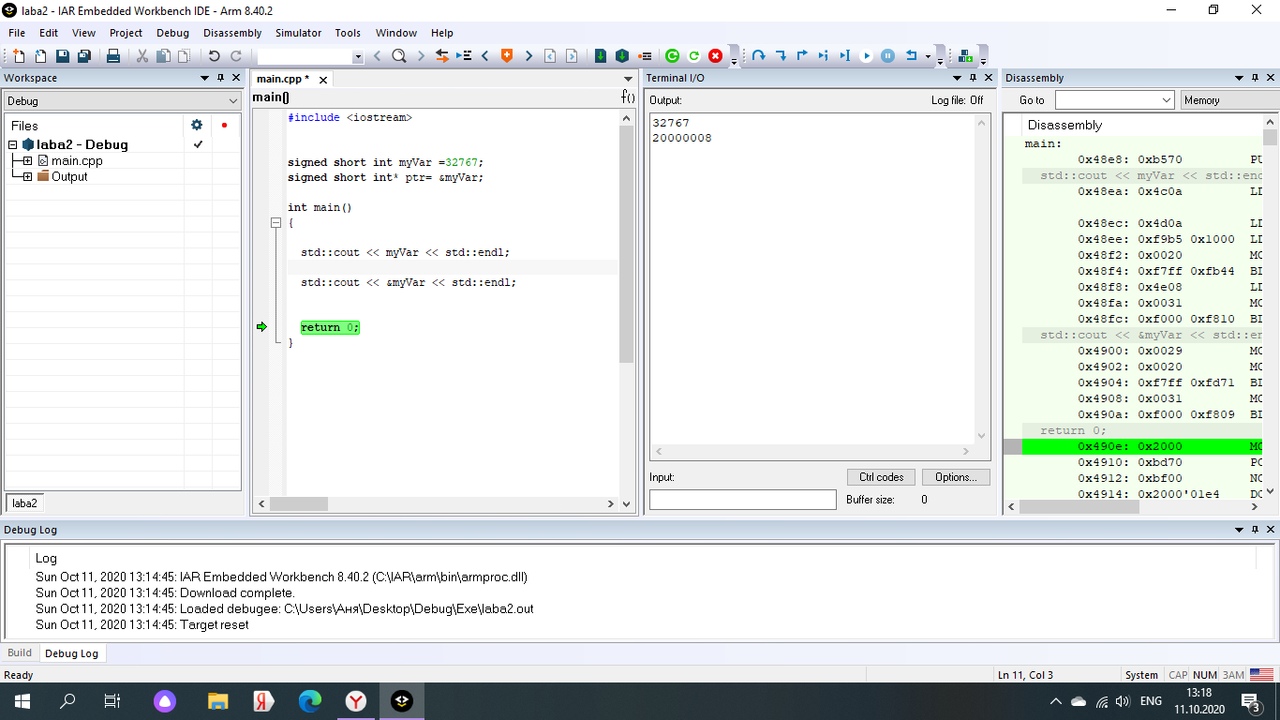 laba2 - IAR Embedded Workbench IDE - Arm 8.40.2
File Edit View Project Debug Disassembly Simulator Tools Window Help
Workspace
Debug
Files
laba2 - Debug
main.cpp
Output
laba2
main.cpp *
main()
f()
#include <iostream>
signed short int myVar =32767;
signed short int* ptr= &myVar;
int main()
{
std::cout << myVar << std::endl;
std::cout << &myVar << std::endl;
return 0;
}
Terminal I/O
Output: Log file: Off
32767
20000008
Input: Ctrl codes Options...
Buffer size: 0
Disassembly
Go to Memory
Disassembly
main:
0x48e8: 0xb570 PU
std::cout << myVar << std::end
0x48ea: 0x4c0a LD
0x48ec: 0x4d0a LD
0x48ee: 0xf9b5 0x1000 LD
0x48f2: 0x0020 MO
0x48f4: 0xf7ff 0xfb44 BL
0x48f8: 0x4e08 LD
0x48fa: 0x0031 MO
0x48fc: 0xf000 0xf810 BL
std::cout << &myVar << std::en
0x4900: 0x0029 MO
0x4902: 0x0020 MO
0x4904: 0xf7ff 0xfd71 BL
0x4908: 0x0031 MO
0x490a: 0xf000 0xf809 BL
return 0;
0x490e: 0x2000 MO
0x4910: 0xbd70 PO
0x4912: 0xbf00 NO
0x4914: 0x2000'01e4 DC
Debug Log
Log
Sun Oct 11, 2020 13:14:45: IAR Embedded Workbench 8.40.2 (C:\IAR\arm\bin\armproc.dll)
Sun Oct 11, 2020 13:14:45: Download complete.
Sun Oct 11, 2020 13:14:45: Loaded debugee: C:\Users\Аня\Desktop\Debug\Exe\laba2.out
Sun Oct 11, 2020 13:14:45: Target reset
Build Debug Log
Ready Ln 11, Col 3 System CAP NUM ЗАМ
ENG 13:18
11.10.2020
3